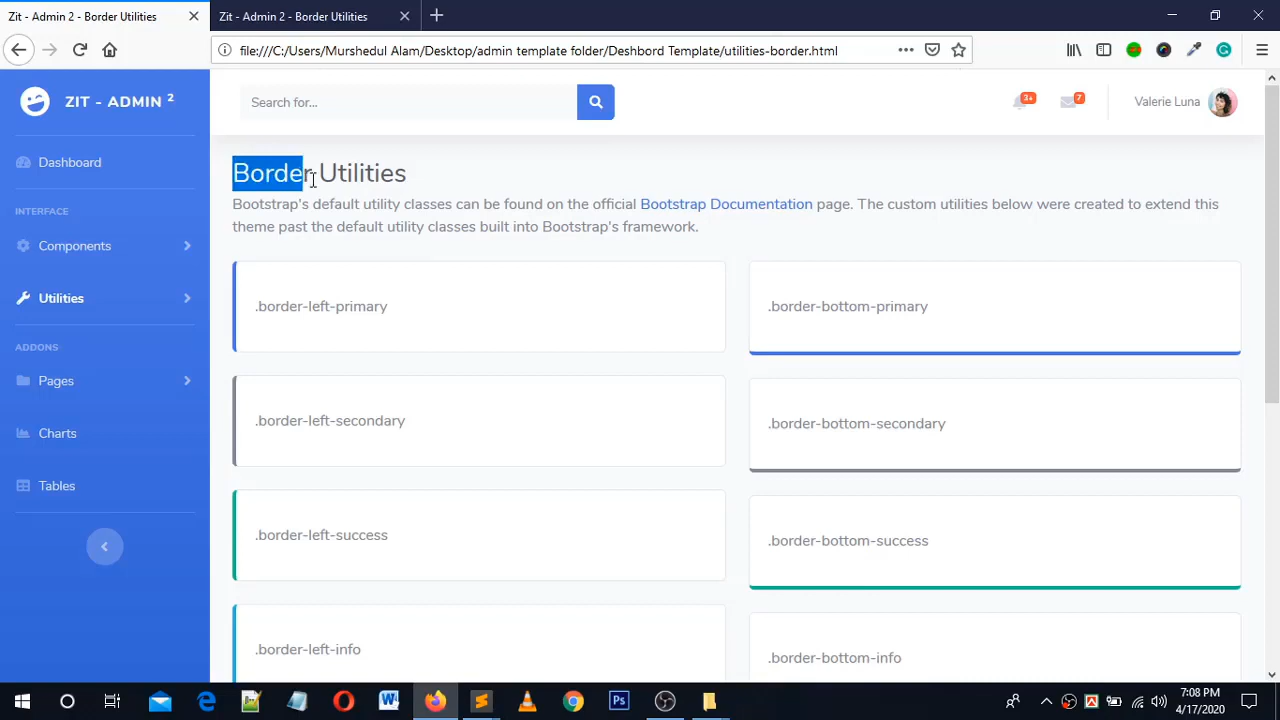 Zit - Admin 2 - Border Utilities
Zit - Admin 2 - Border Utilities
file:///C:/Users/Murshedul Alam/Desktop/admin template folder/Deshbord Template/utilities-border.html
ZIT - ADMIN 2
Search for...
3+
7
Valerie Luna
Dashboard
INTERFACE
Components
Utilities
ADDONS
Pages
Charts
Tables
Border Utilities
Bootstrap's default utility classes can be found on the official Bootstrap Documentation page. The custom utilities below were created to extend this
theme past the default utility classes built into Bootstrap's framework.
.border-left-primary
.border-bottom-primary
.border-left-secondary
.border-bottom-secondary
.border-left-success
.border-bottom-success
.border-left-info
.border-bottom-info
7:08 PM
4/17/2020